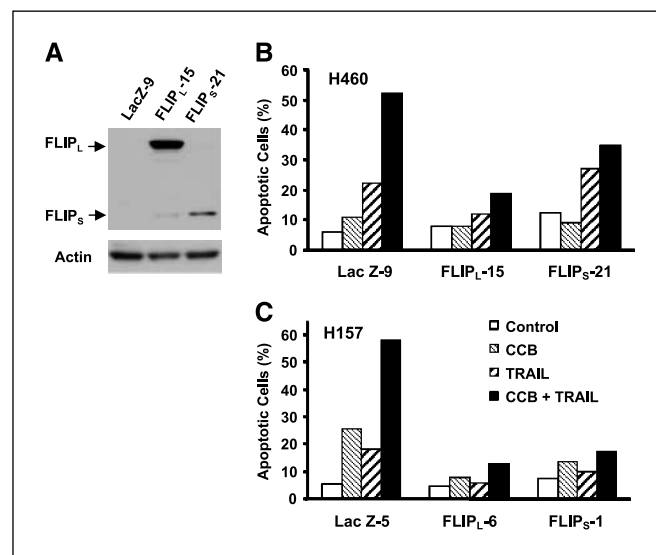 A
LacZ-9
FLIPL-15
FLIPS-21
FLIPL
FLIPS
Actin
B
H460
Apoptotic Cells (%)
60
50
40
30
20
10
0
Lac Z-9
FLIPL-15
FLIPS-21
C
H157
Apoptotic Cells (%)
60
50
40
30
20
10
0
Control
CCB
TRAIL
CCB + TRAIL
Lac Z-5
FLIPL-6
FLIPS-1